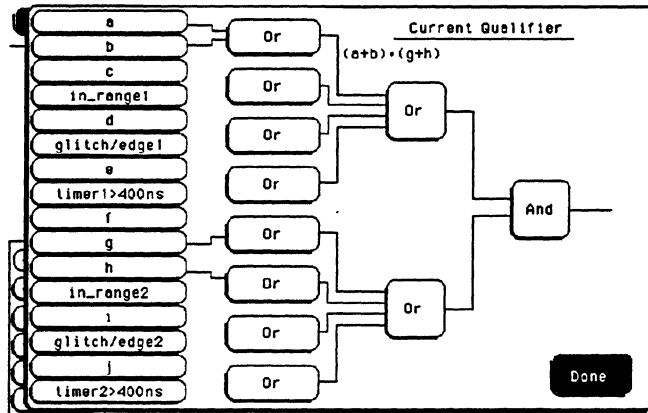 Current Qualifier
(a+b)•(g+h)
a
b
c
in_range1
d
glitch/edge1
e
timer1>400ns
f
g
h
in_range2
i
glitch/edge2
j
timer2>400ns
Or
Or
Or
Or
Or
Or
Or
Or
Or
Or
And
Done